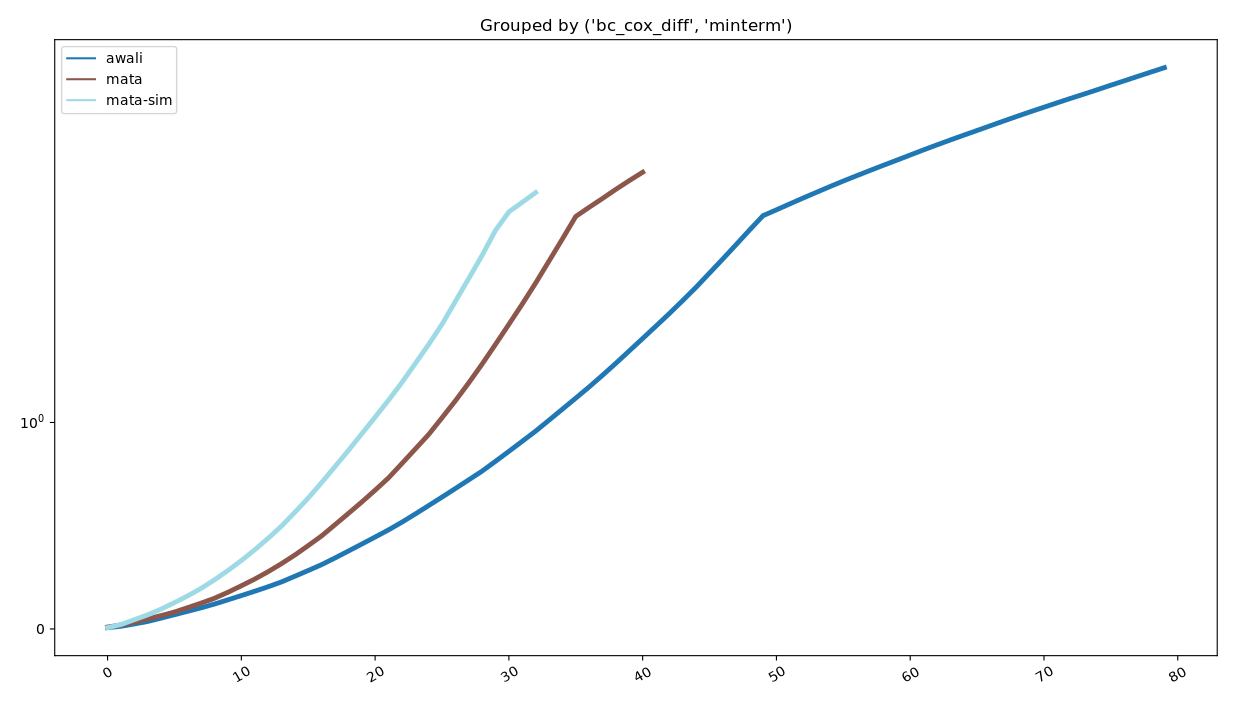 Grouped by ('bc_cox_diff', 'minterm')
awali
mata
mata-sim
10⁰
0
0
10
20
30
40
50
60
70
80